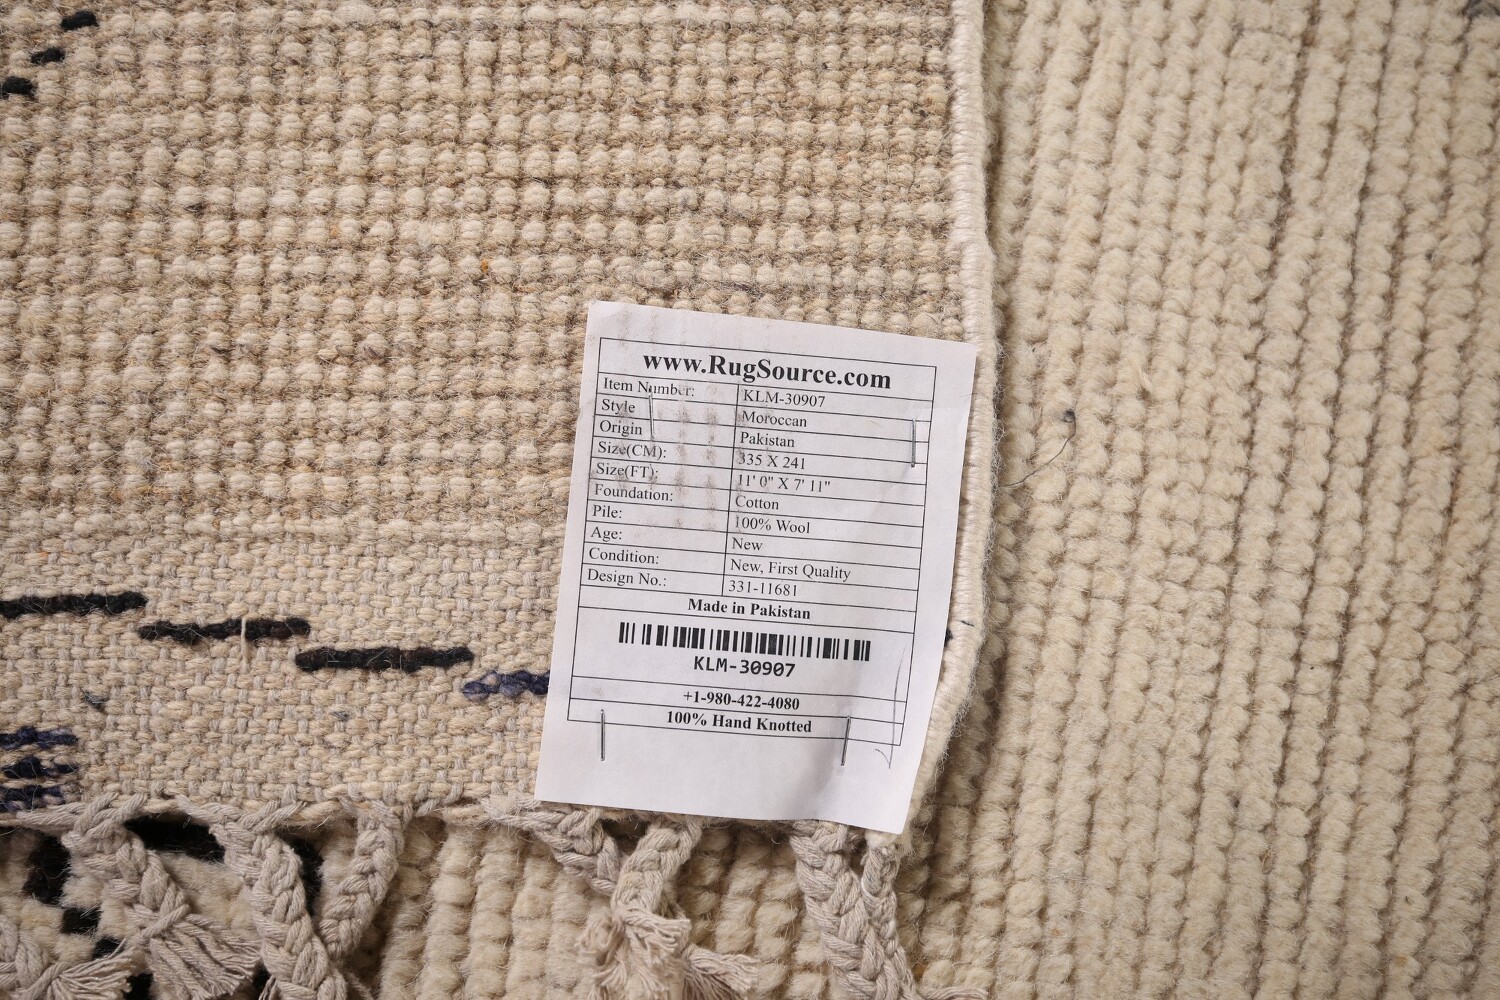 www.RugSource.com
Item Number: KLM-30907
Style Moroccan
Origin Pakistan
Size(CM): 335 X 241
Size(FT): 11' 0" X 7' 11"
Foundation: Cotton
Pile: 100% Wool
Age: New
Condition: New, First Quality
Design No.: 331-11681
Made in Pakistan
KLM-30907
+1-980-422-4080
100% Hand Knotted